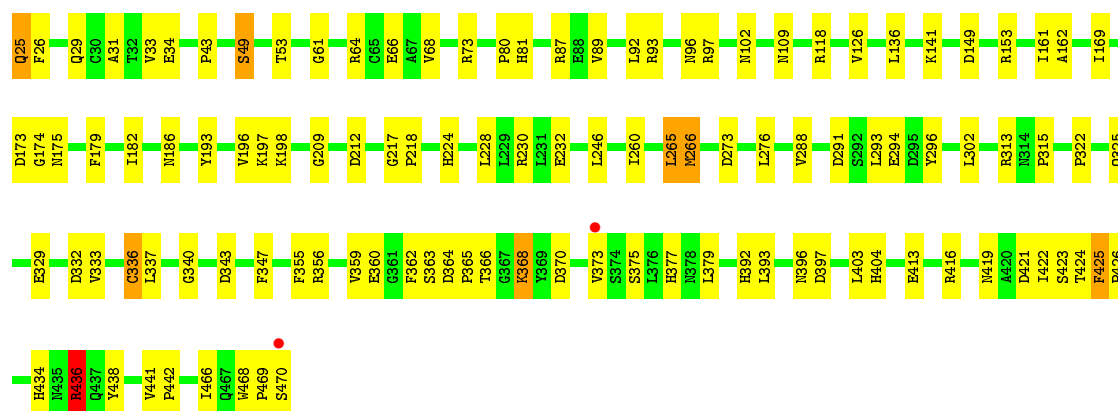 Q25 F26 Q29 C30 A31 T32 V33 E34 P43 S49 T53 G61 R64 C65 E66 A67 V68 R73 P80 H81 R87 E88 V89 L92 R93 N96 R97 N102 N109 R118 V126 L136 K141 D149 R153 I161 A162 I169
D173 G174 N175 F179 I182 N186 Y193 V196 K197 K198 G209 D212 G217 P218 H224 L228 L229 R230 L231 E232 L246 I260 L265 M266 D273 L276 V288 D291 S292 L293 E294 D295 Y296 L302 R313 N314 P315 P322
E329 D332 V333 C336 L337 G340 D343 F347 F355 R356 V359 E360 G361 F362 S363 D364 P365 T366 G367 K368 Y369 D370 V373 S374 S375 L376 H377 N378 L379 H392 L393 N396 D397 L403 H404 E413 R416 N419 A420 D421 I422 S423 T424 F425
H434 N435 R436 Q437 Y438 V441 P442 I466 Q467 W468 P469 S470